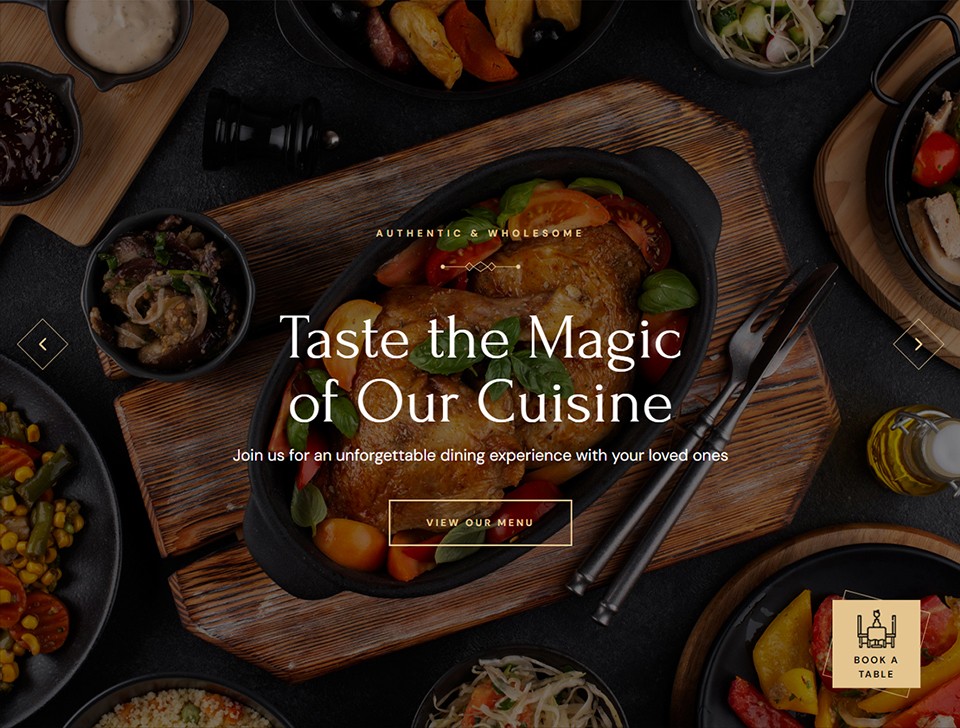 AUTHENTIC & WHOLESOME
Taste the Magic
of Our Cuisine
Join us for an unforgettable dining experience with your loved ones
VIEW OUR MENU
BOOK A
TABLE